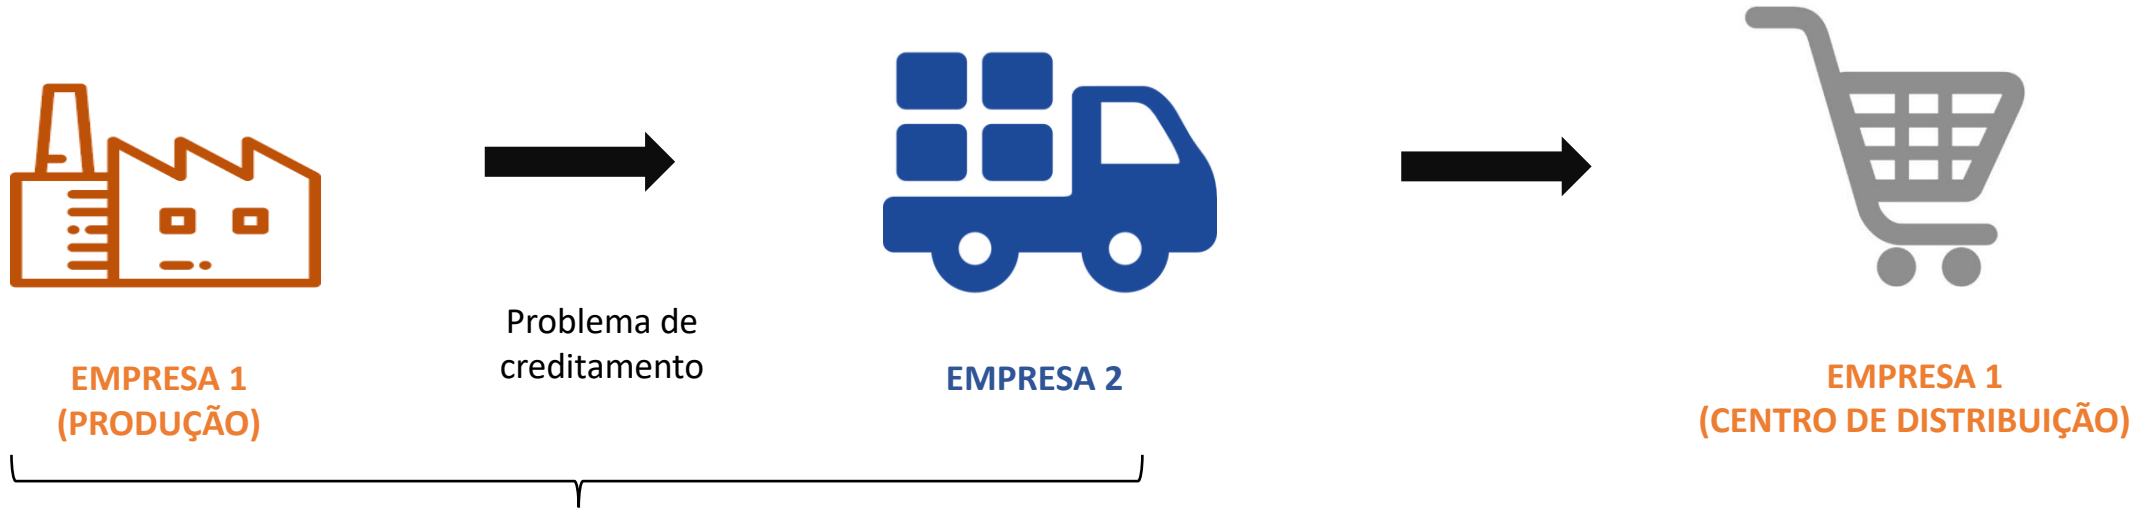 Problema de
creditamento
EMPRESA 1
(PRODUÇÃO)
EMPRESA 2
EMPRESA 1
(CENTRO DE DISTRIBUIÇÃO)